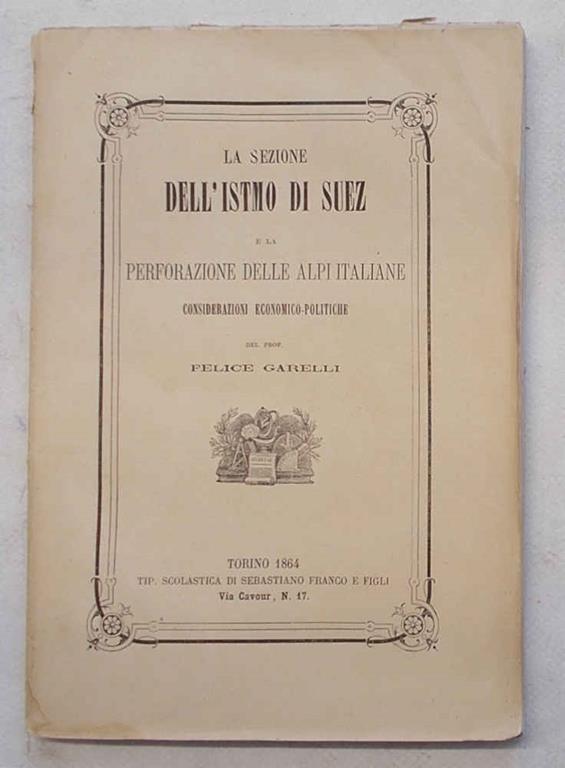 LA SEZIONE
DELL'ISTMO DI SUEZ
E LA
PERFORAZIONE DELLE ALPI ITALIANE
CONSIDERAZIONI ECONOMICO-POLITICHE
DEL PROF.
FELICE GARELLI
TORINO 1864
TIP. SCOLASTICA DI SEBASTIANO FRANCO E FIGLI
Via Cavour, N. 17.